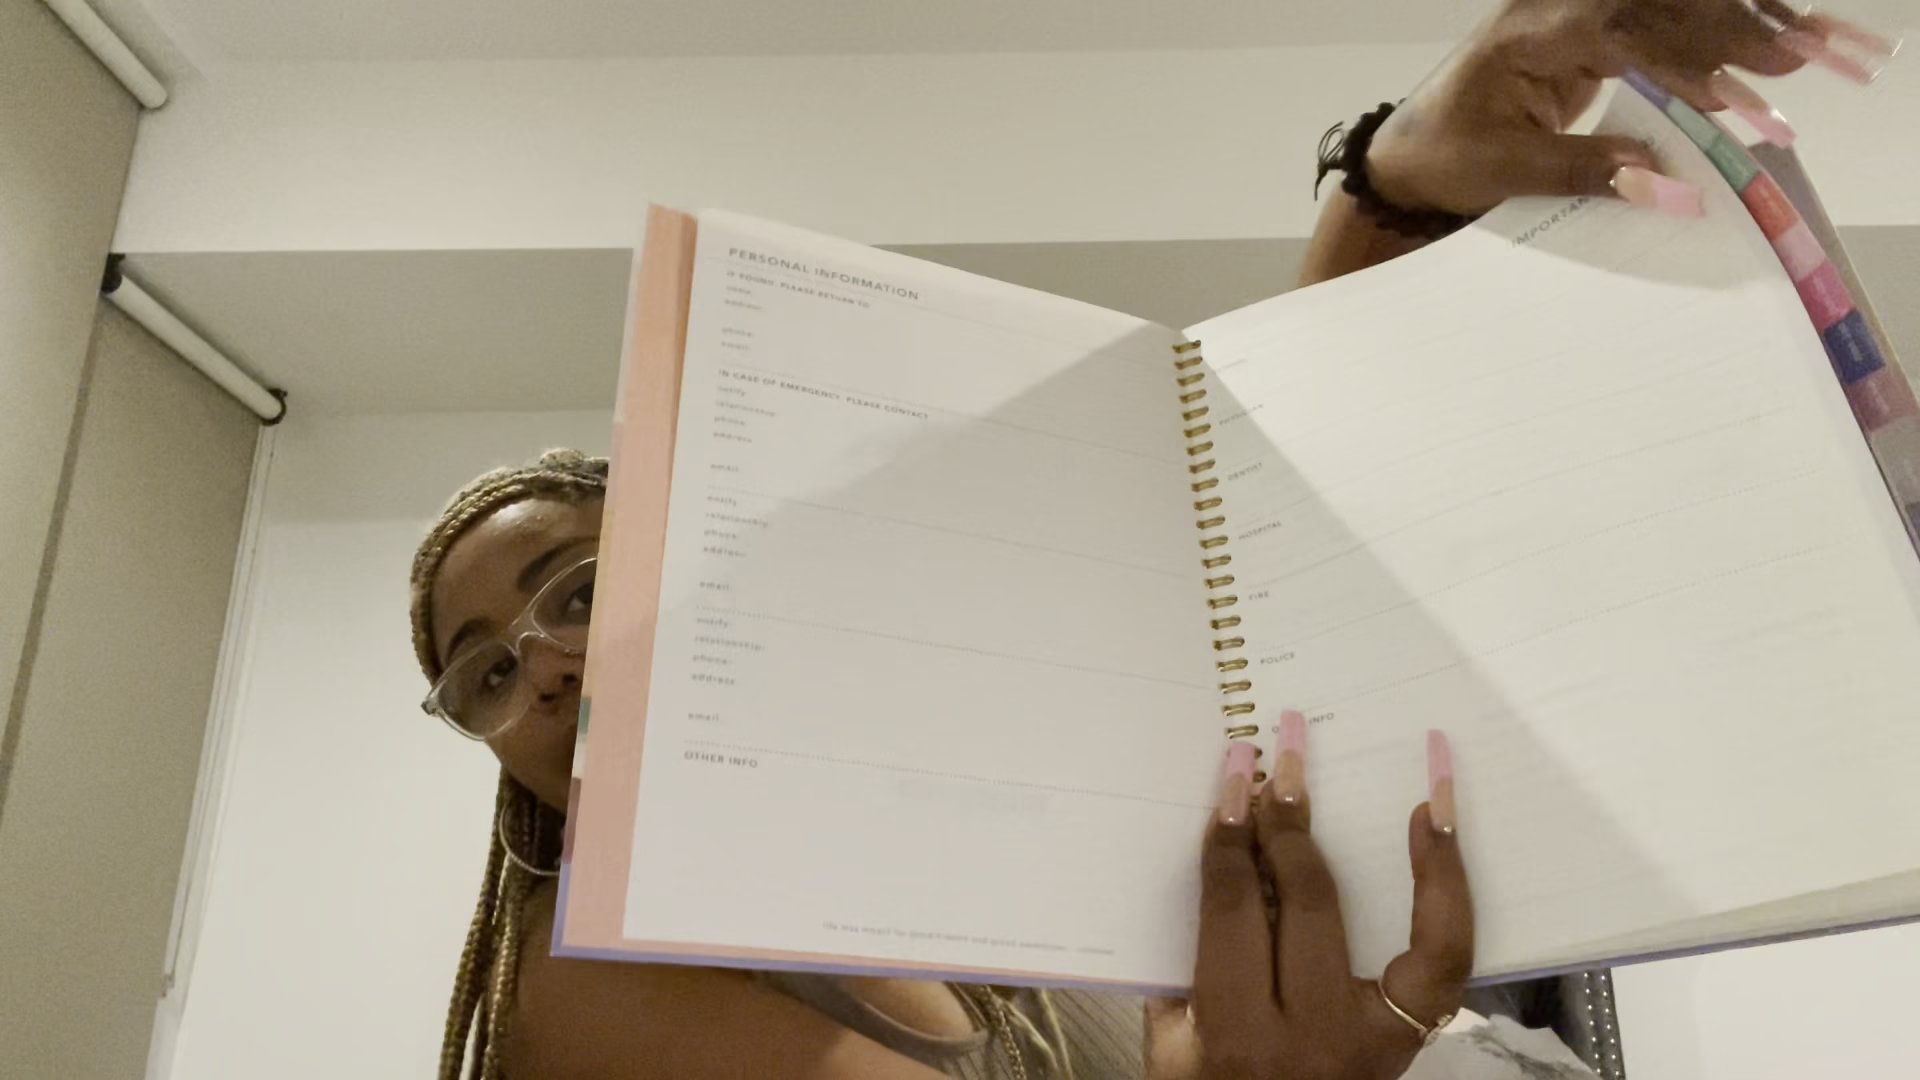 PERSONAL INFORMATION
IF FOUND, PLEASE RETURN TO
name:
address:
phone:
email:
IN CASE OF EMERGENCY, PLEASE CONTACT
notify:
relationship:
phone:
address:
email:
notify:
relationship:
phone:
address:
email:
notify:
relationship:
phone:
address:
email:
OTHER INFO
IMPORTAN
DENTIST
HOSPITAL
FIRE
POLICE
INFO